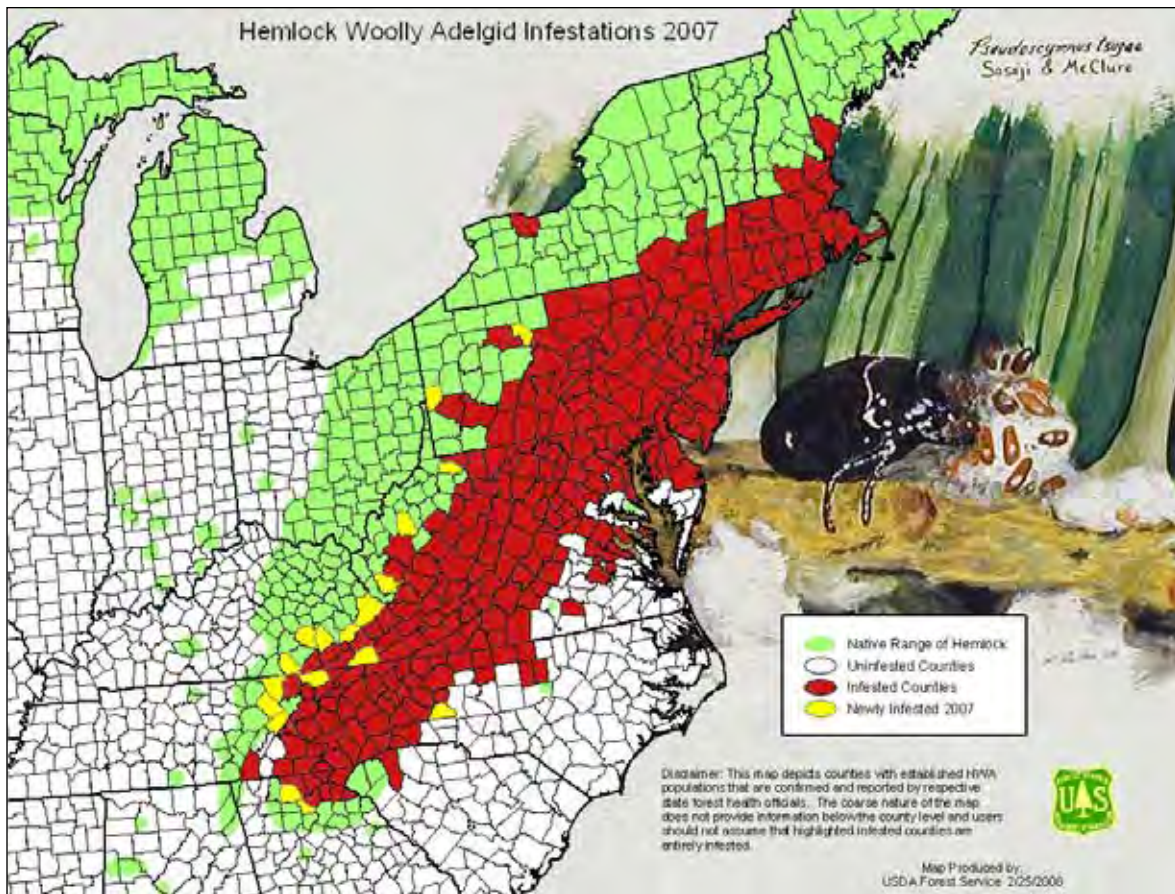 Hemlock Woolly Adelgid Infestations 2007
Pseudoscymnus tsugae
Sasaji & McClure
Native Range of Hemlock
Uninfested Counties
Infested Counties
Newly Infested 2007
Disclaimer: This map depicts counties with established HWA
populations that are confirmed and reported by respective
state forest health officials. The coarse nature of the map
does not provide information below the county level and users
should not assume that highlighted infested counties are
entirely infested.
US
Map Produced by:
USDA Forest Service 2/25/2008